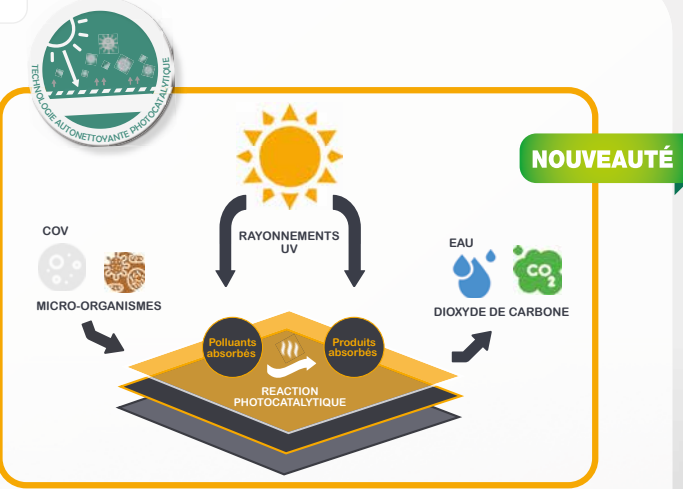 TECHNOLOGIE AUTONETTOYANTE PHOTOCATALYTIQUE
NOUVEAUTÉ
COV
MICRO-ORGANISMES
RAYONNEMENTS
UV
EAU
CO2
DIOXYDE DE CARBONE
Polluants
absorbés
Produits
absorbés
REACTION
PHOTOCATALYTIQUE